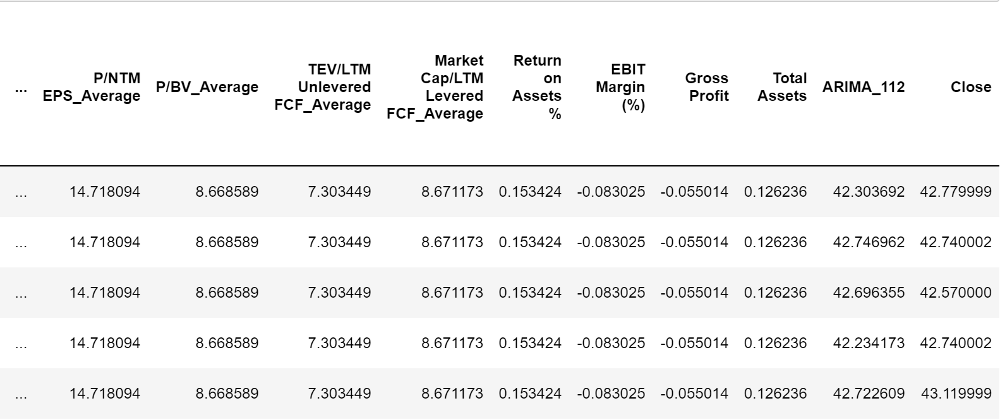 ... P/NTM EPS_Average P/BV_Average TEV/LTM Unlevered FCF_Average Market Cap/LTM Levered FCF_Average Return on Assets % EBIT Margin (%) Gross Profit Total Assets ARIMA_112 Close
... 14.718094 8.668589 7.303449 8.671173 0.153424 -0.083025 -0.055014 0.126236 42.303692 42.779999
... 14.718094 8.668589 7.303449 8.671173 0.153424 -0.083025 -0.055014 0.126236 42.746962 42.740002
... 14.718094 8.668589 7.303449 8.671173 0.153424 -0.083025 -0.055014 0.126236 42.696355 42.570000
... 14.718094 8.668589 7.303449 8.671173 0.153424 -0.083025 -0.055014 0.126236 42.234173 42.740002
... 14.718094 8.668589 7.303449 8.671173 0.153424 -0.083025 -0.055014 0.126236 42.722609 43.119999